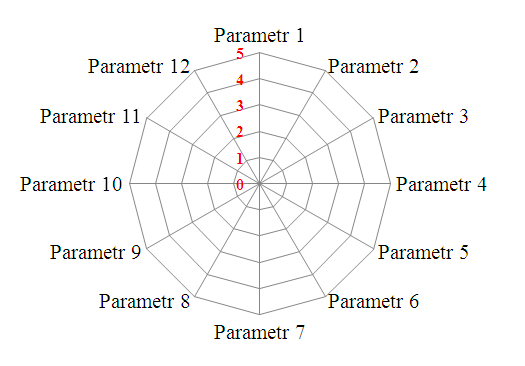 Parametr 1
5
Parametr 12
Parametr 2
4
3
Parametr 11
Parametr 3
2
1
Parametr 10
0
Parametr 4
Parametr 9
Parametr 5
Parametr 8
Parametr 6
Parametr 7